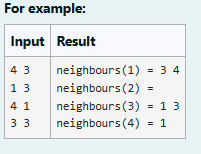 For example:
Input Result
4 3 neighbours(1) = 3 4
1 3 neighbours(2) =
4 1 neighbours(3) = 1 3
3 3 neighbours(4) = 1